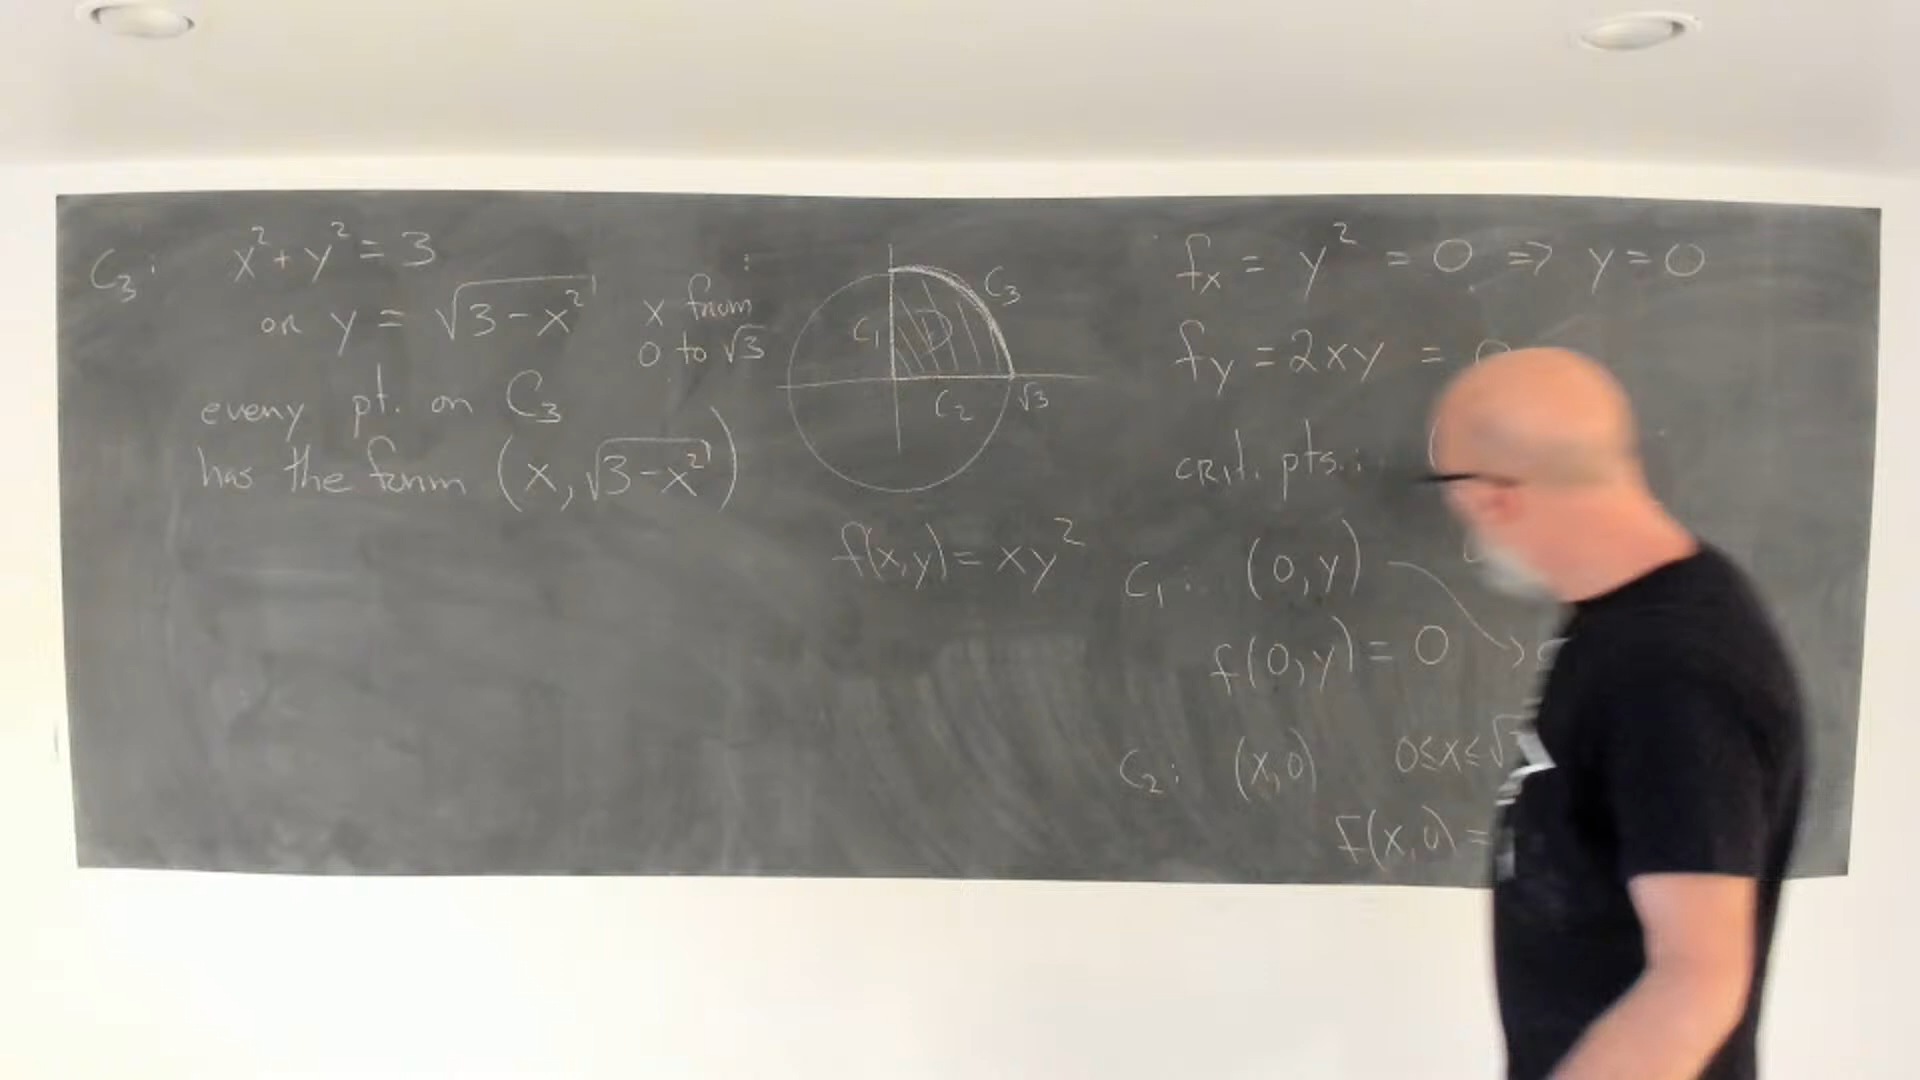 C₃: x² + y² = 3
or y = √(3-x²)
x from
0 to √3
every pt. on C₃
has the form (x, √(3-x²))
C₁
D
C₃
C₂
√3
f(x,y) = xy²
fx = y² = 0 ⇒ y = 0
fy = 2xy =
crit. pts.: (
C₁: (0,y)
f(0,y) = 0
C₂: (x,0) 0≤x≤√
f(x,0) =